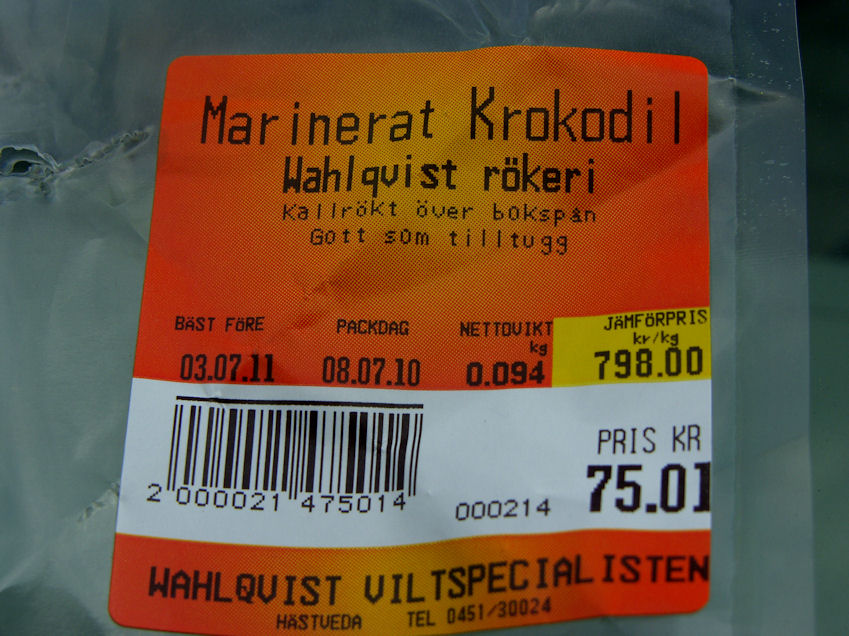 Marinerat Krokodil
Wahlqvist rökeri
Kallrökt över bokspån
Gott som tilltugg
BÄST FÖRE PACKDAG NETTOVIKT JÄMFÖRPRIS
kg kr/kg
03.07.11 08.07.10 0.094 798.00
PRIS KR
75.01
2 000021 475014 000214
WAHLQVIST VILTSPECIALISTEN
HÄSTVEDA TEL 0451/30024